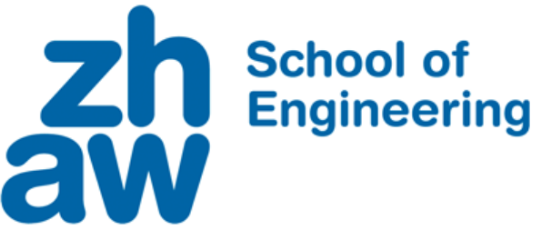 zh
aw
School of
Engineering